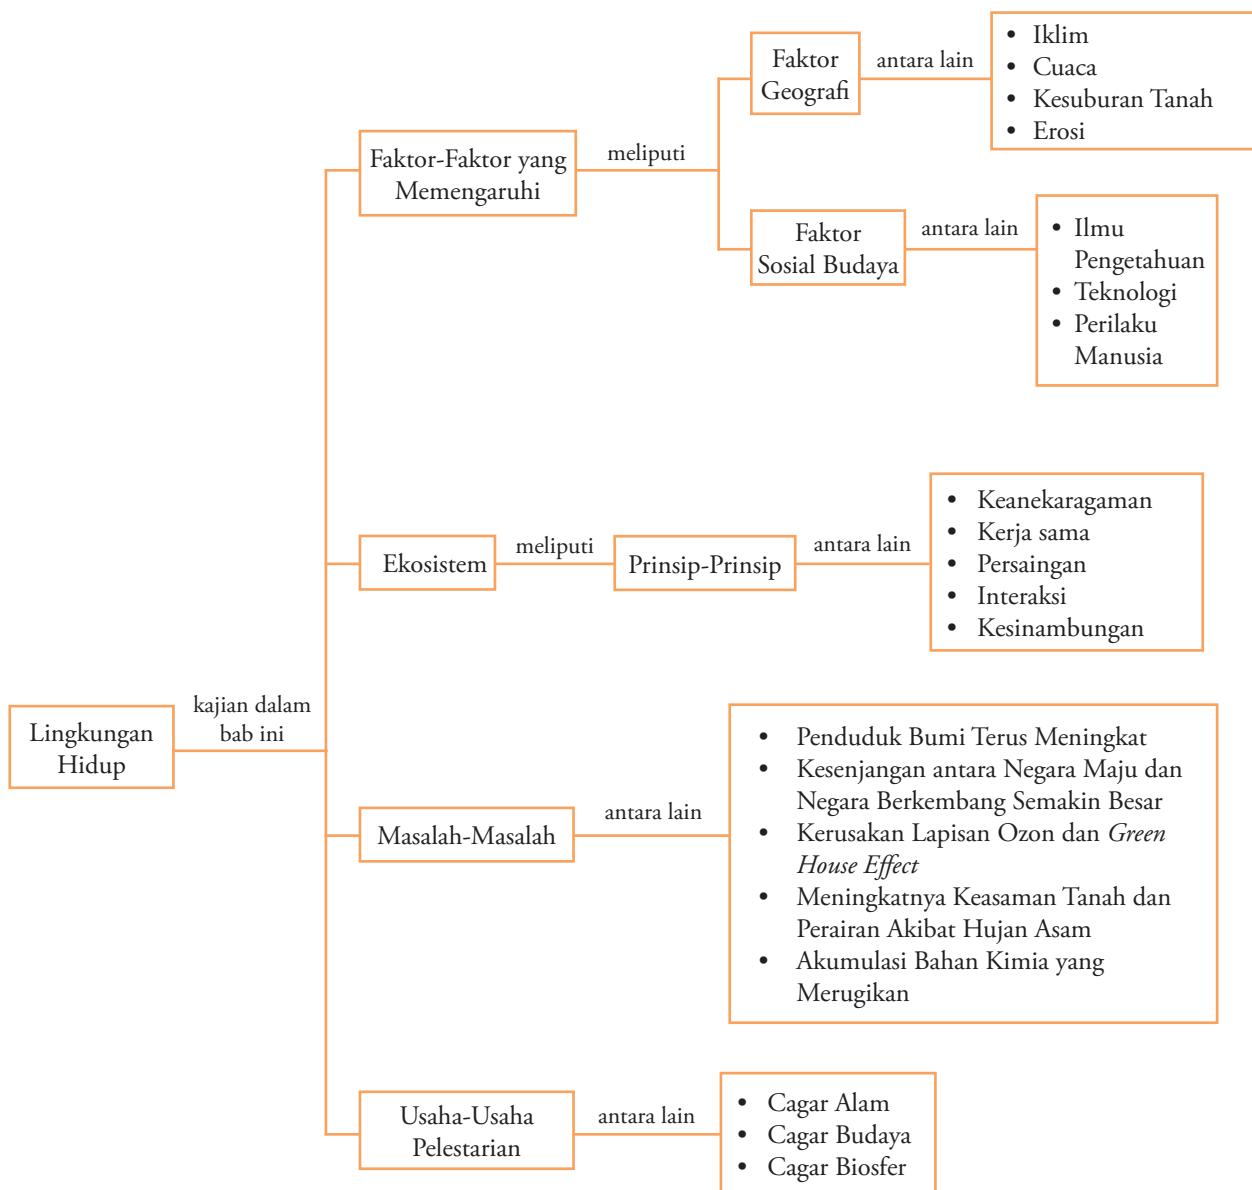 Lingkungan
Hidup
kajian dalam
bab ini
Faktor-Faktor yang
Memengaruhi
meliputi
Faktor
Geografi
antara lain
• Iklim
• Cuaca
• Kesuburan Tanah
• Erosi
Faktor
Sosial Budaya
antara lain
• Ilmu
Pengetahuan
• Teknologi
• Perilaku
Manusia
Ekosistem
meliputi
Prinsip-Prinsip
antara lain
• Keanekaragaman
• Kerja sama
• Persaingan
• Interaksi
• Kesinambungan
Masalah-Masalah
antara lain
• Penduduk Bumi Terus Meningkat
• Kesenjangan antara Negara Maju dan
Negara Berkembang Semakin Besar
• Kerusakan Lapisan Ozon dan Green
House Effect
• Meningkatnya Keasaman Tanah dan
Perairan Akibat Hujan Asam
• Akumulasi Bahan Kimia yang
Merugikan
Usaha-Usaha
Pelestarian
antara lain
• Cagar Alam
• Cagar Budaya
• Cagar Biosfer